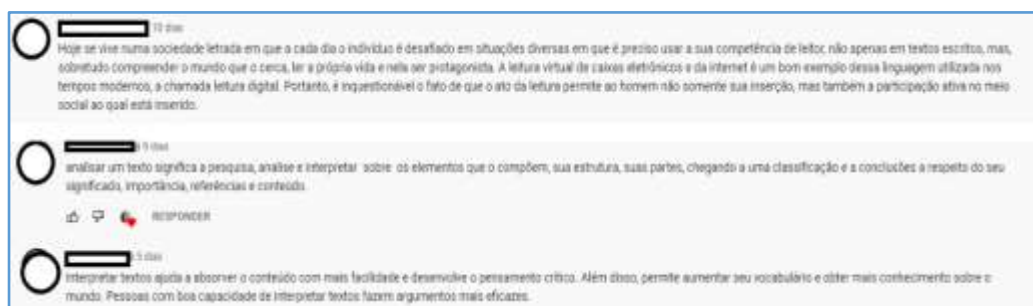 10 dias
Hoje se vive numa sociedade letrada em que a cada dia o indivíduo é desafiado em situações diversas em que é preciso usar a sua competência de leitor, não apenas em textos escritos, mas,
sobretudo compreender o mundo que o cerca, ler a própria vida e nela ser protagonista. A leitura virtual de caixas eletrônicos e da internet é um bom exemplo dessa linguagem utilizada nos
tempos modernos, a chamada leitura digital. Portanto, é inquestionável o fato de que o ato da leitura permite ao homem não somente sua inserção, mas também a participação ativa no meio
social ao qual está inserido.
9 dias
analisar um texto significa a pesquisa, analise e interpretar sobre os elementos que o compõem, sua estrutura, suas partes, chegando a uma classificação e a conclusões a respeito do seu
significado, importância, referências e conteúdo.
RESPONDER
5 dias
Interpretar textos ajuda a absorver o conteúdo com mais facilidade e desenvolve o pensamento crítico. Além disso, permite aumentar seu vocabulário e obter mais conhecimento sobre o
mundo. Pessoas com boa capacidade de interpretar textos fazem argumentos mais eficazes.